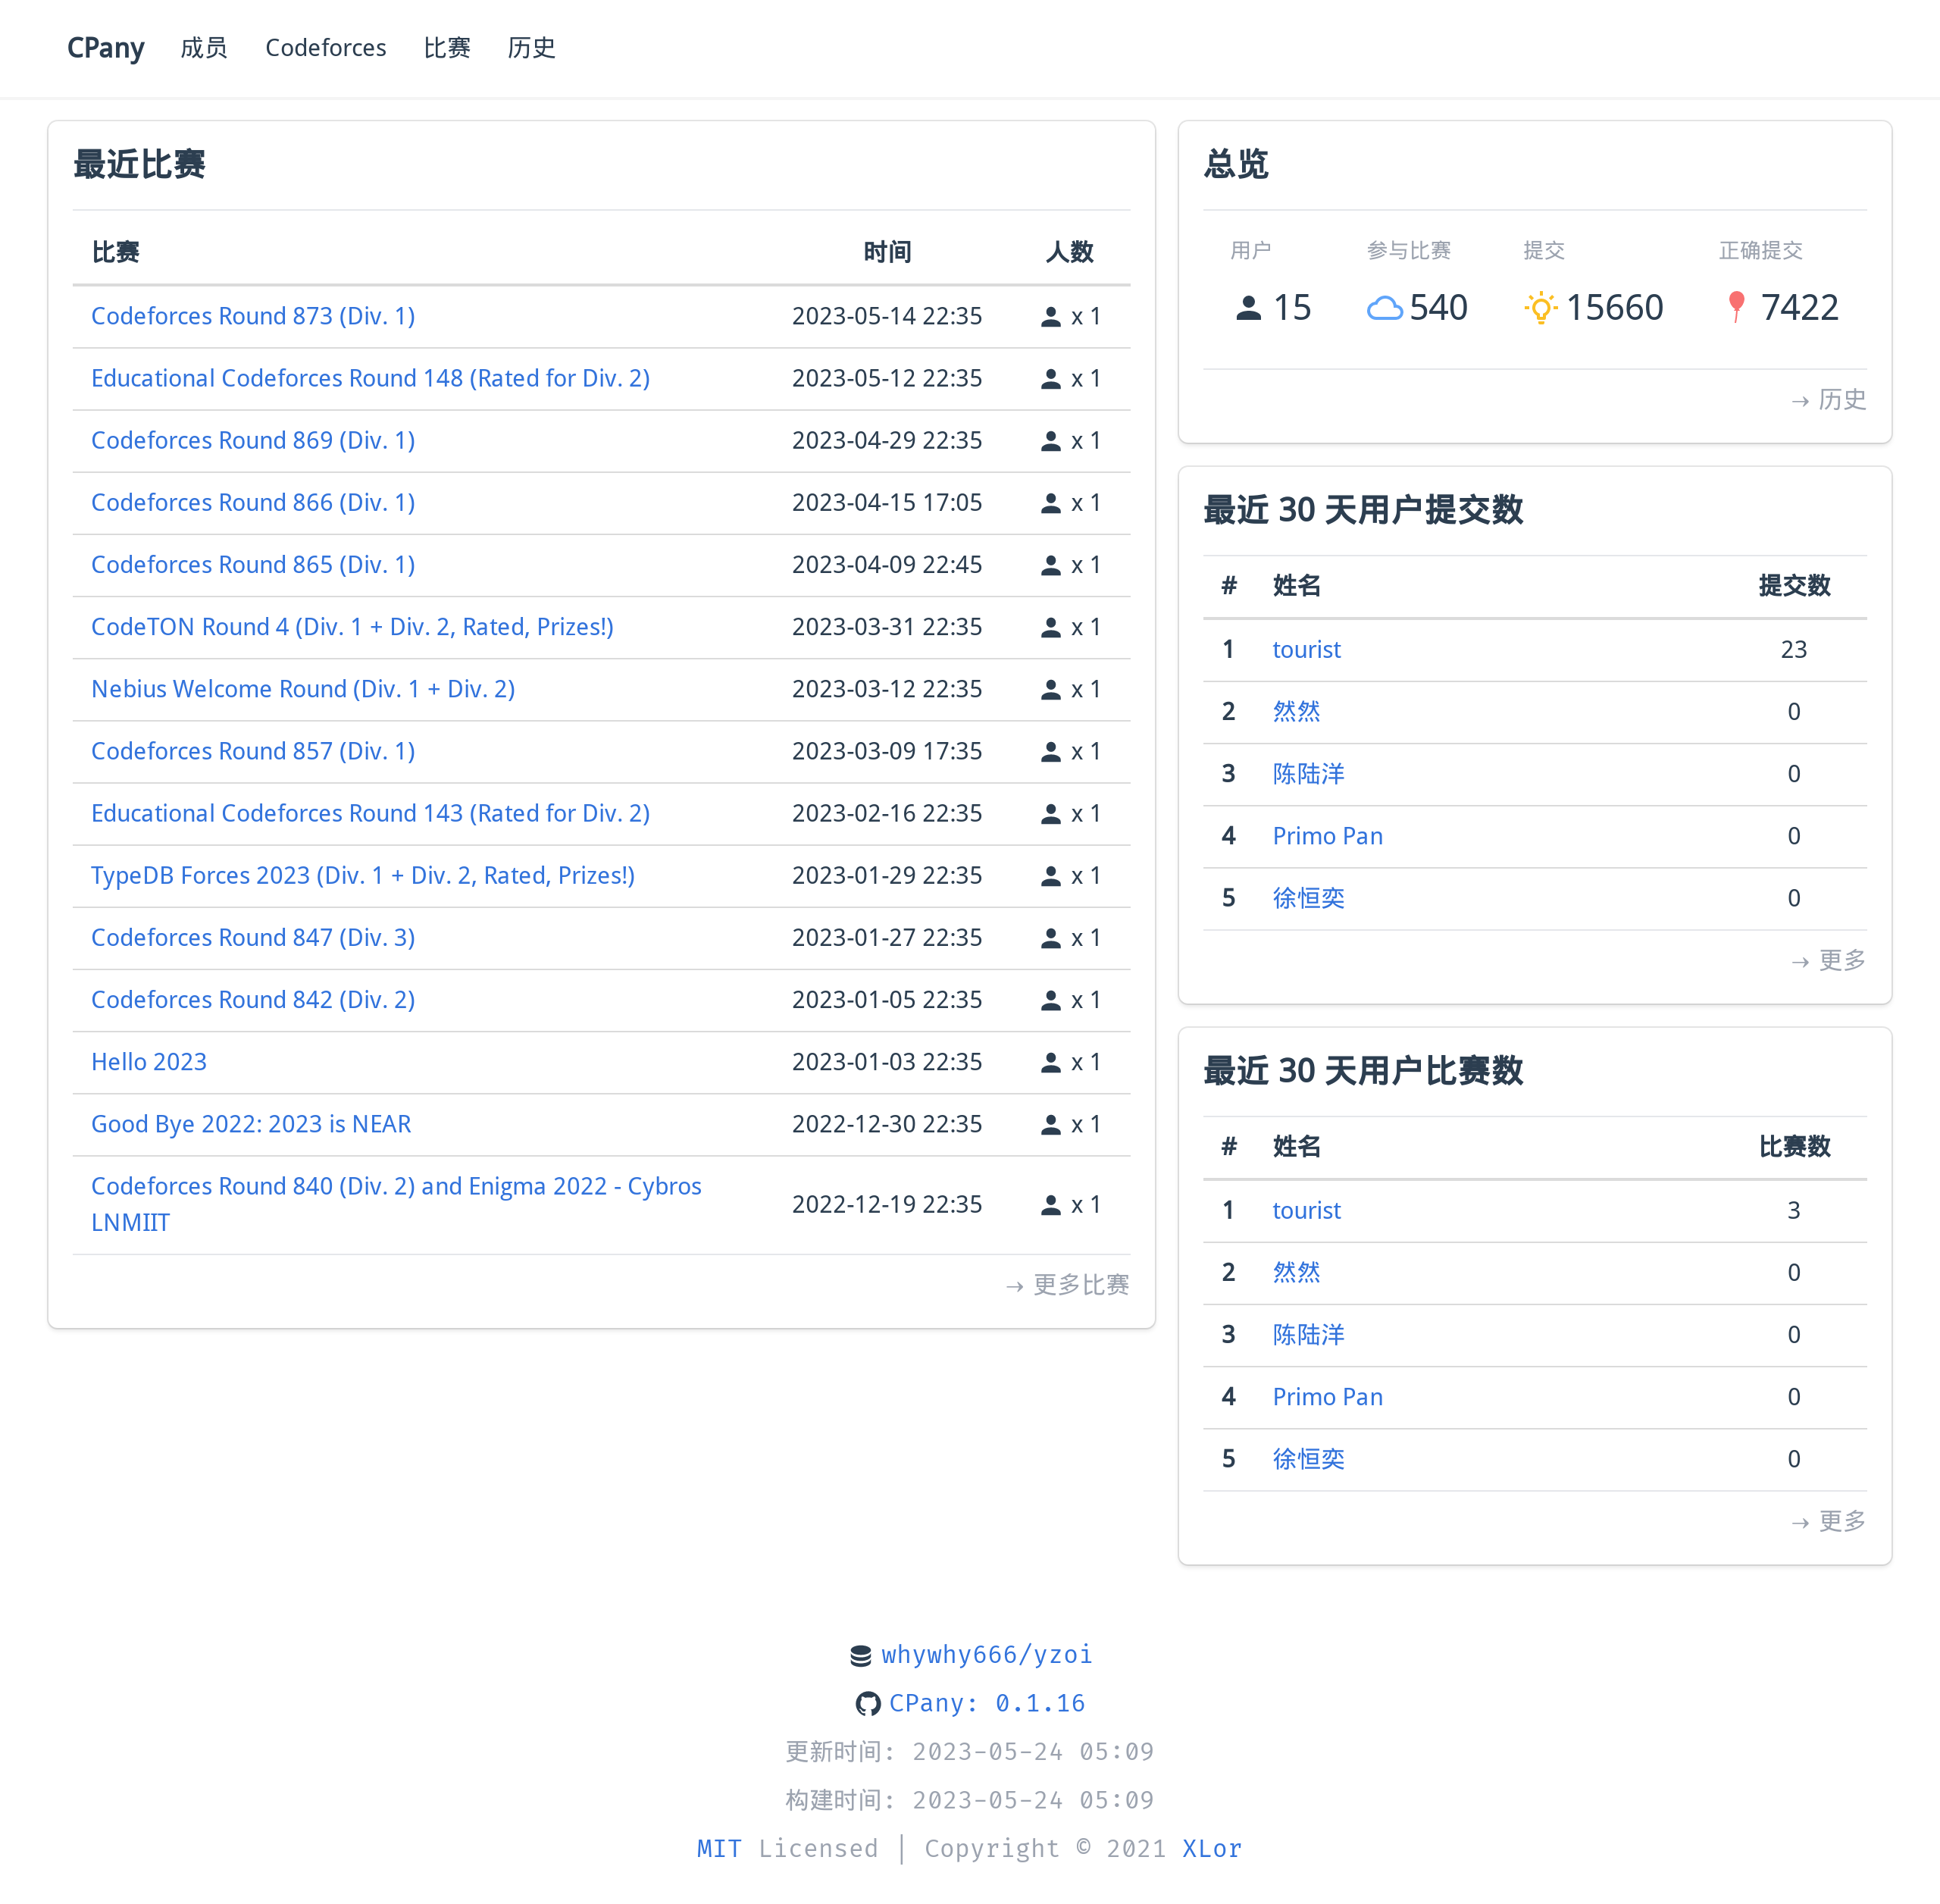 CPany 成员 Codeforces 比赛 历史
最近比赛
比赛 时间 人数
Codeforces Round 873 (Div. 1) 2023-05-14 22:35 x 1
Educational Codeforces Round 148 (Rated for Div. 2) 2023-05-12 22:35 x 1
Codeforces Round 869 (Div. 1) 2023-04-29 22:35 x 1
Codeforces Round 866 (Div. 1) 2023-04-15 17:05 x 1
Codeforces Round 865 (Div. 1) 2023-04-09 22:45 x 1
CodeTON Round 4 (Div. 1 + Div. 2, Rated, Prizes!) 2023-03-31 22:35 x 1
Nebius Welcome Round (Div. 1 + Div. 2) 2023-03-12 22:35 x 1
Codeforces Round 857 (Div. 1) 2023-03-09 17:35 x 1
Educational Codeforces Round 143 (Rated for Div. 2) 2023-02-16 22:35 x 1
TypeDB Forces 2023 (Div. 1 + Div. 2, Rated, Prizes!) 2023-01-29 22:35 x 1
Codeforces Round 847 (Div. 3) 2023-01-27 22:35 x 1
Codeforces Round 842 (Div. 2) 2023-01-05 22:35 x 1
Hello 2023 2023-01-03 22:35 x 1
Good Bye 2022: 2023 is NEAR 2022-12-30 22:35 x 1
Codeforces Round 840 (Div. 2) and Enigma 2022 - Cybros
LNMIIT 2022-12-19 22:35 x 1
→ 更多比赛
总览
用户 参与比赛 提交 正确提交
15 540 15660 7422
→ 历史
最近 30 天用户提交数
# 姓名 提交数
1 tourist 23
2 然然 0
3 陈陆洋 0
4 Primo Pan 0
5 徐恒奕 0
→ 更多
最近 30 天用户比赛数
# 姓名 比赛数
1 tourist 3
2 然然 0
3 陈陆洋 0
4 Primo Pan 0
5 徐恒奕 0
→ 更多
whywhy666/yzoi
CPany: 0.1.16
更新时间: 2023-05-24 05:09
构建时间: 2023-05-24 05:09
MIT Licensed | Copyright © 2021 XLor